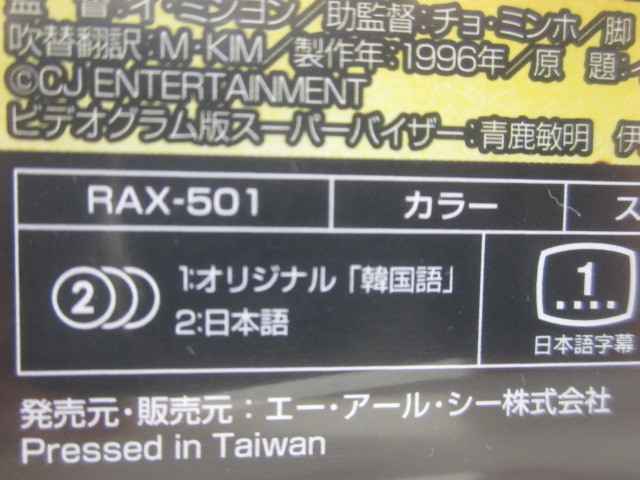 監 督：イ・ミンヨン／助監督：チョ・ミンホ／脚
吹替翻訳：M・KIM／製作年：1996年／原 題／
©CJ ENTERTAINMENT
ビデオグラム版スーパーバイザー：青鹿敏明 伊
RAX-501 カラー ス
2 1:オリジナル「韓国語」
2:日本語
1
日本語字幕
発売元・販売元：エー・アール・シー株式会社
Pressed in Taiwan